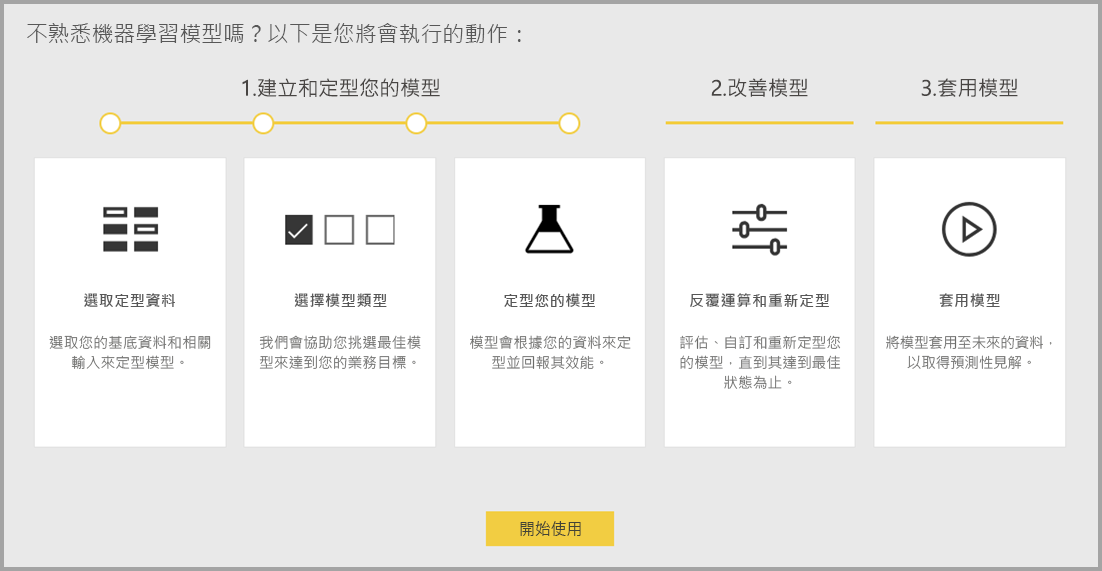 不熟悉機器學習模型嗎？以下是您將會執行的動作：
1.建立和定型您的模型
2.改善模型
3.套用模型
選取定型資料
選取您的基底資料和相關
輸入來定型模型。
選擇模型類型
我們會協助您挑選最佳模
型來達到您的業務目標。
定型您的模型
模型會根據您的資料來定
型並回報其效能。
反覆運算和重新定型
評估、自訂和重新定型您
的模型，直到其達到最佳
狀態為止。
套用模型
將模型套用至未來的資料，
以取得預測性見解。
開始使用